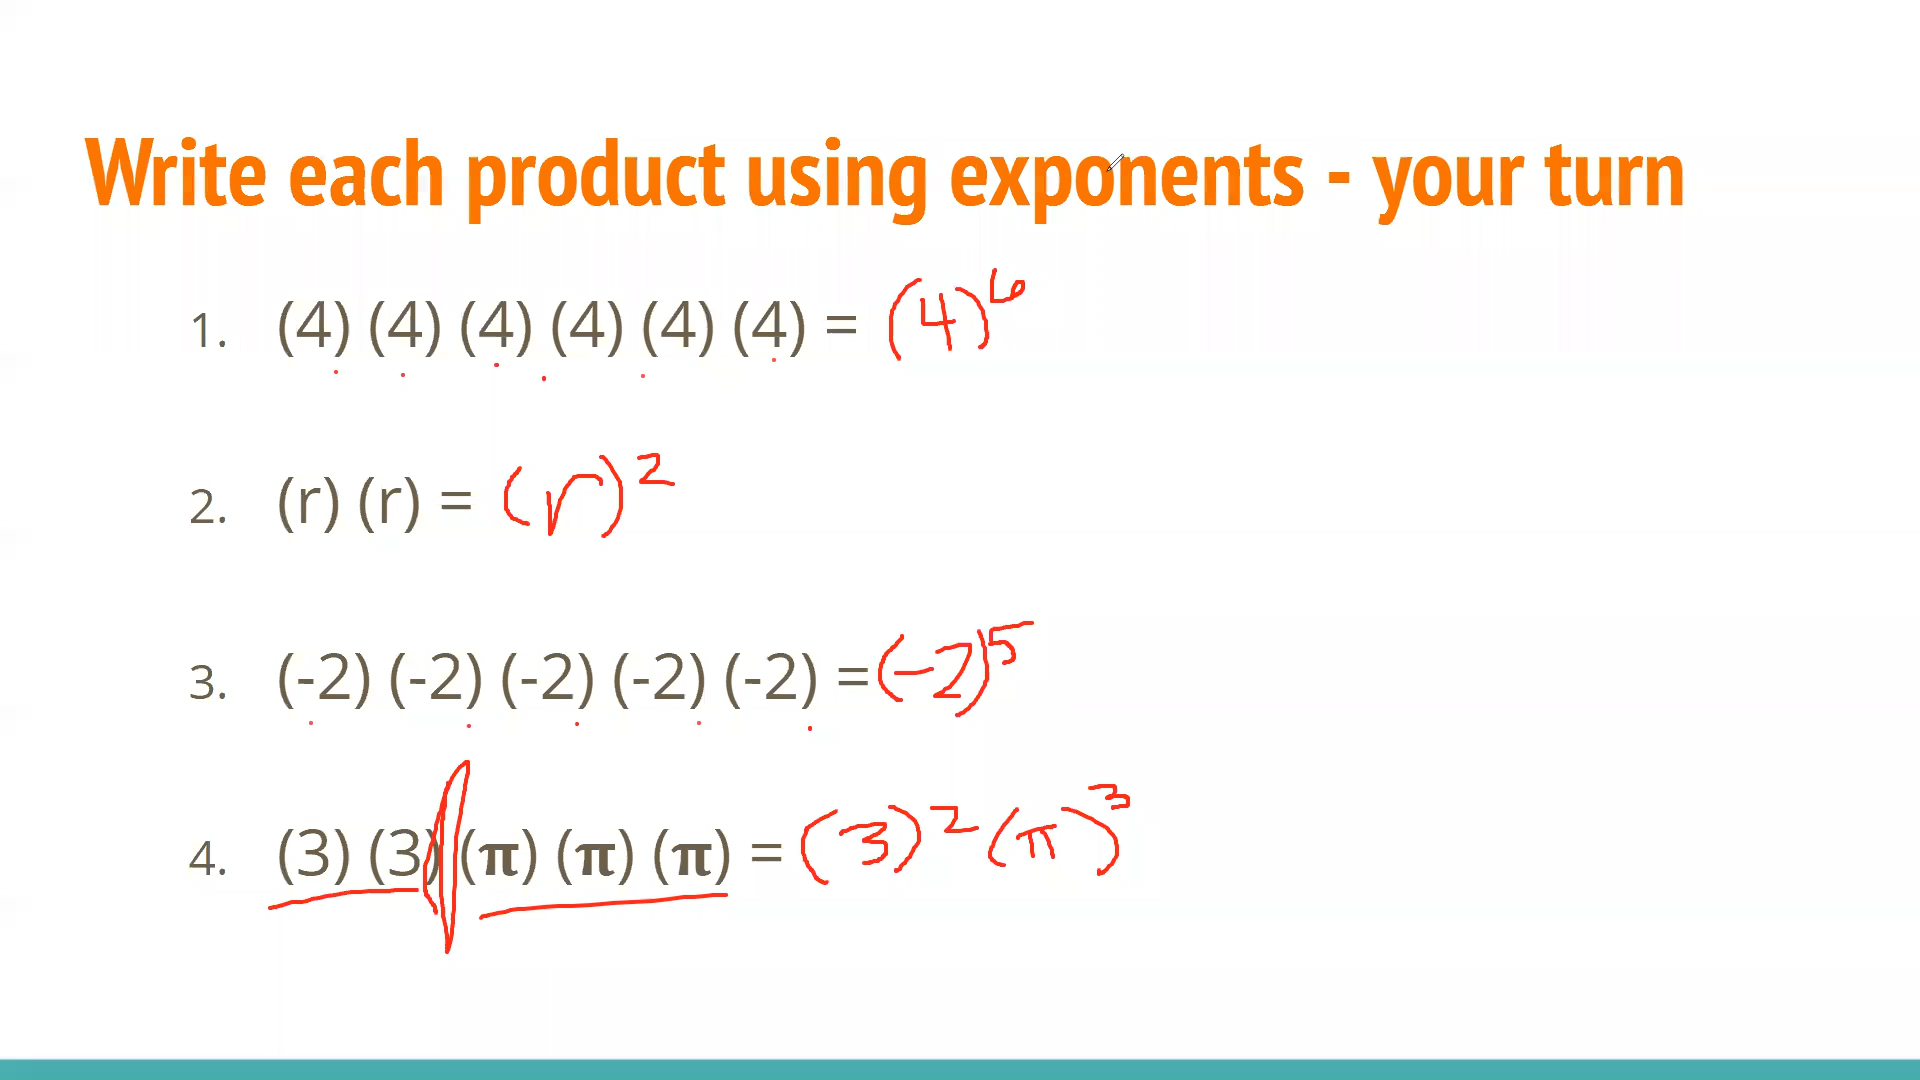 Write each product using exponents - your turn
1. (4) (4) (4) (4) (4) (4) = (4)⁶
2. (r) (r) = (r)²
3. (-2) (-2) (-2) (-2) (-2) = (-2)⁵
4. (3) (3) (π) (π) (π) = (3)² (π)³